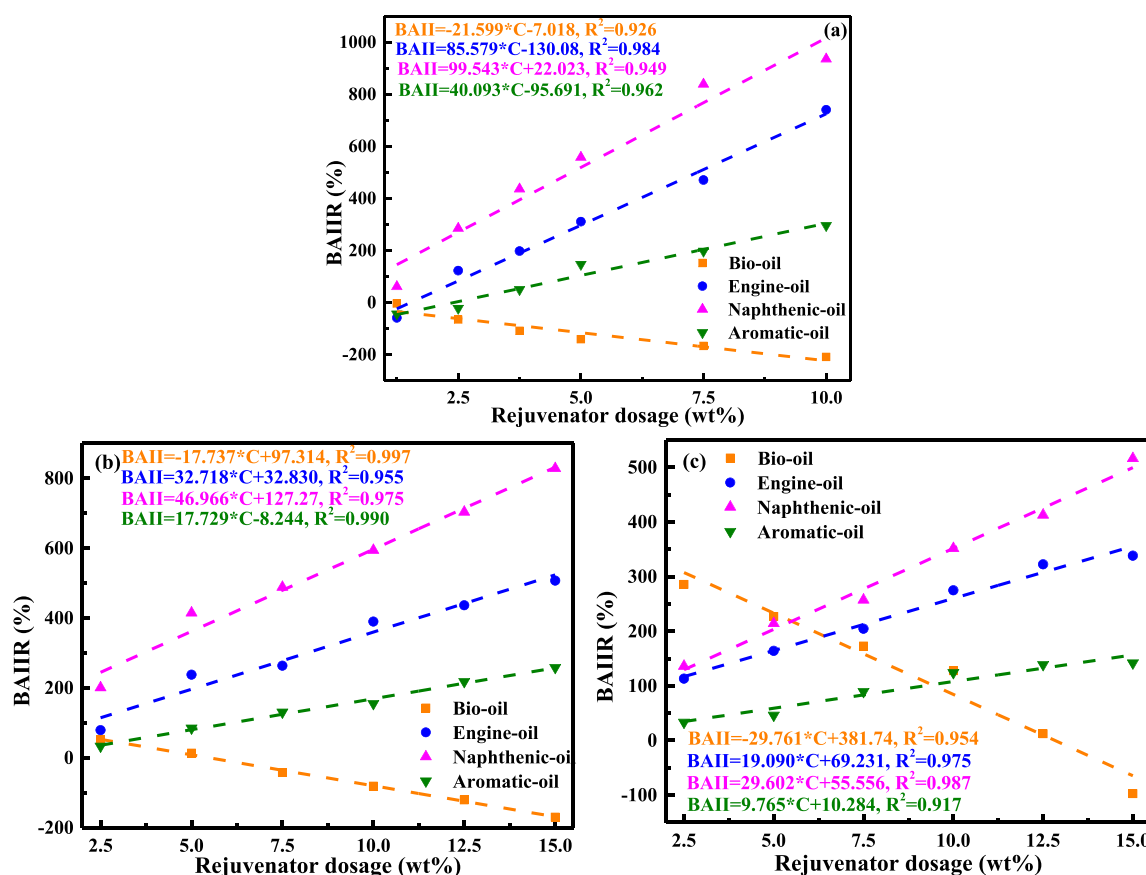 (a)
BAII=-21.599*C-7.018, R²=0.926
BAII=85.579*C-130.08, R²=0.984
BAII=99.543*C+22.023, R²=0.949
BAII=40.093*C-95.691, R²=0.962
1000
800
600
400
200
0
-200
BAIIR (%)
Bio-oil
Engine-oil
Naphthenic-oil
Aromatic-oil
2.5 5.0 7.5 10.0
Rejuvenator dosage (wt%)
(b)
BAII=-17.737*C+97.314, R²=0.997
BAII=32.718*C+32.830, R²=0.955
BAII=46.966*C+127.27, R²=0.975
BAII=17.729*C-8.244, R²=0.990
800
600
400
200
0
-200
BAIIR (%)
Bio-oil
Engine-oil
Naphthenic-oil
Aromatic-oil
2.5 5.0 7.5 10.0 12.5 15.0
Rejuvenator dosage (wt%)
(c)
Bio-oil
Engine-oil
Naphthenic-oil
Aromatic-oil
500
400
300
200
100
0
-100
BAIIR (%)
BAII=-29.761*C+381.74, R²=0.954
BAII=19.090*C+69.231, R²=0.975
BAII=29.602*C+55.556, R²=0.987
BAII=9.765*C+10.284, R²=0.917
2.5 5.0 7.5 10.0 12.5 15.0
Rejuvenator dosage (wt%)